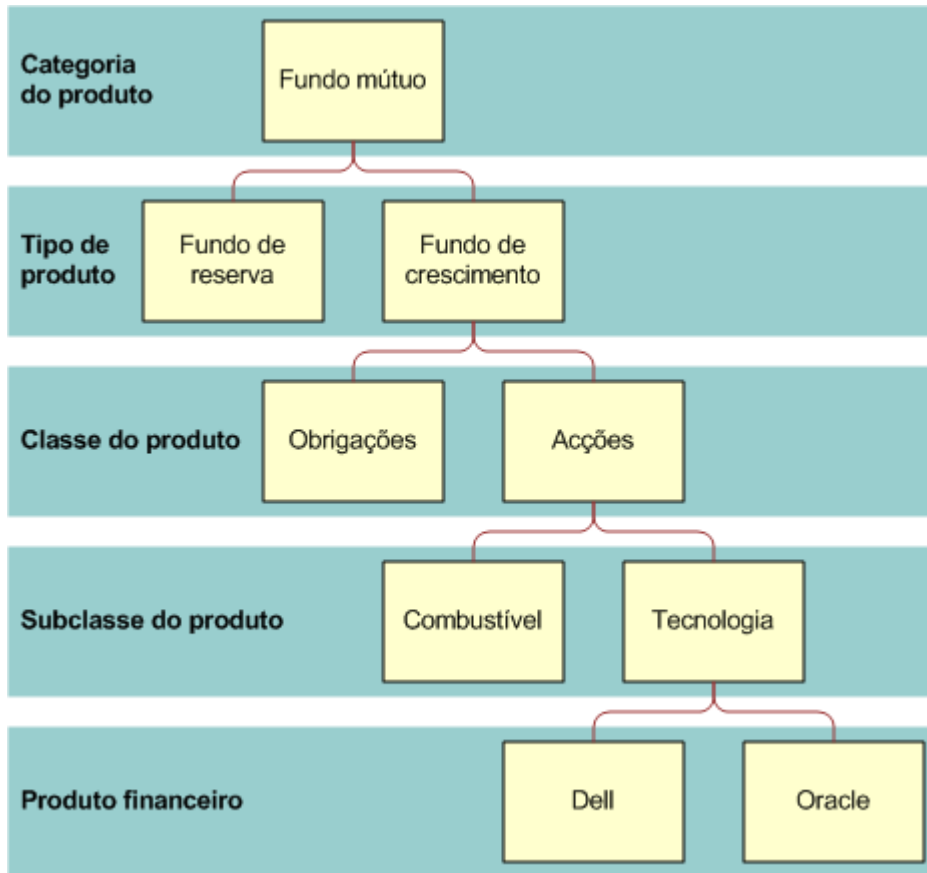 Categoria
do produto
Fundo mútuo
Tipo de
produto
Fundo de
reserva
Fundo de
crescimento
Classe do produto
Obrigações
Acções
Subclasse do produto
Combustível
Tecnologia
Produto financeiro
Dell
Oracle